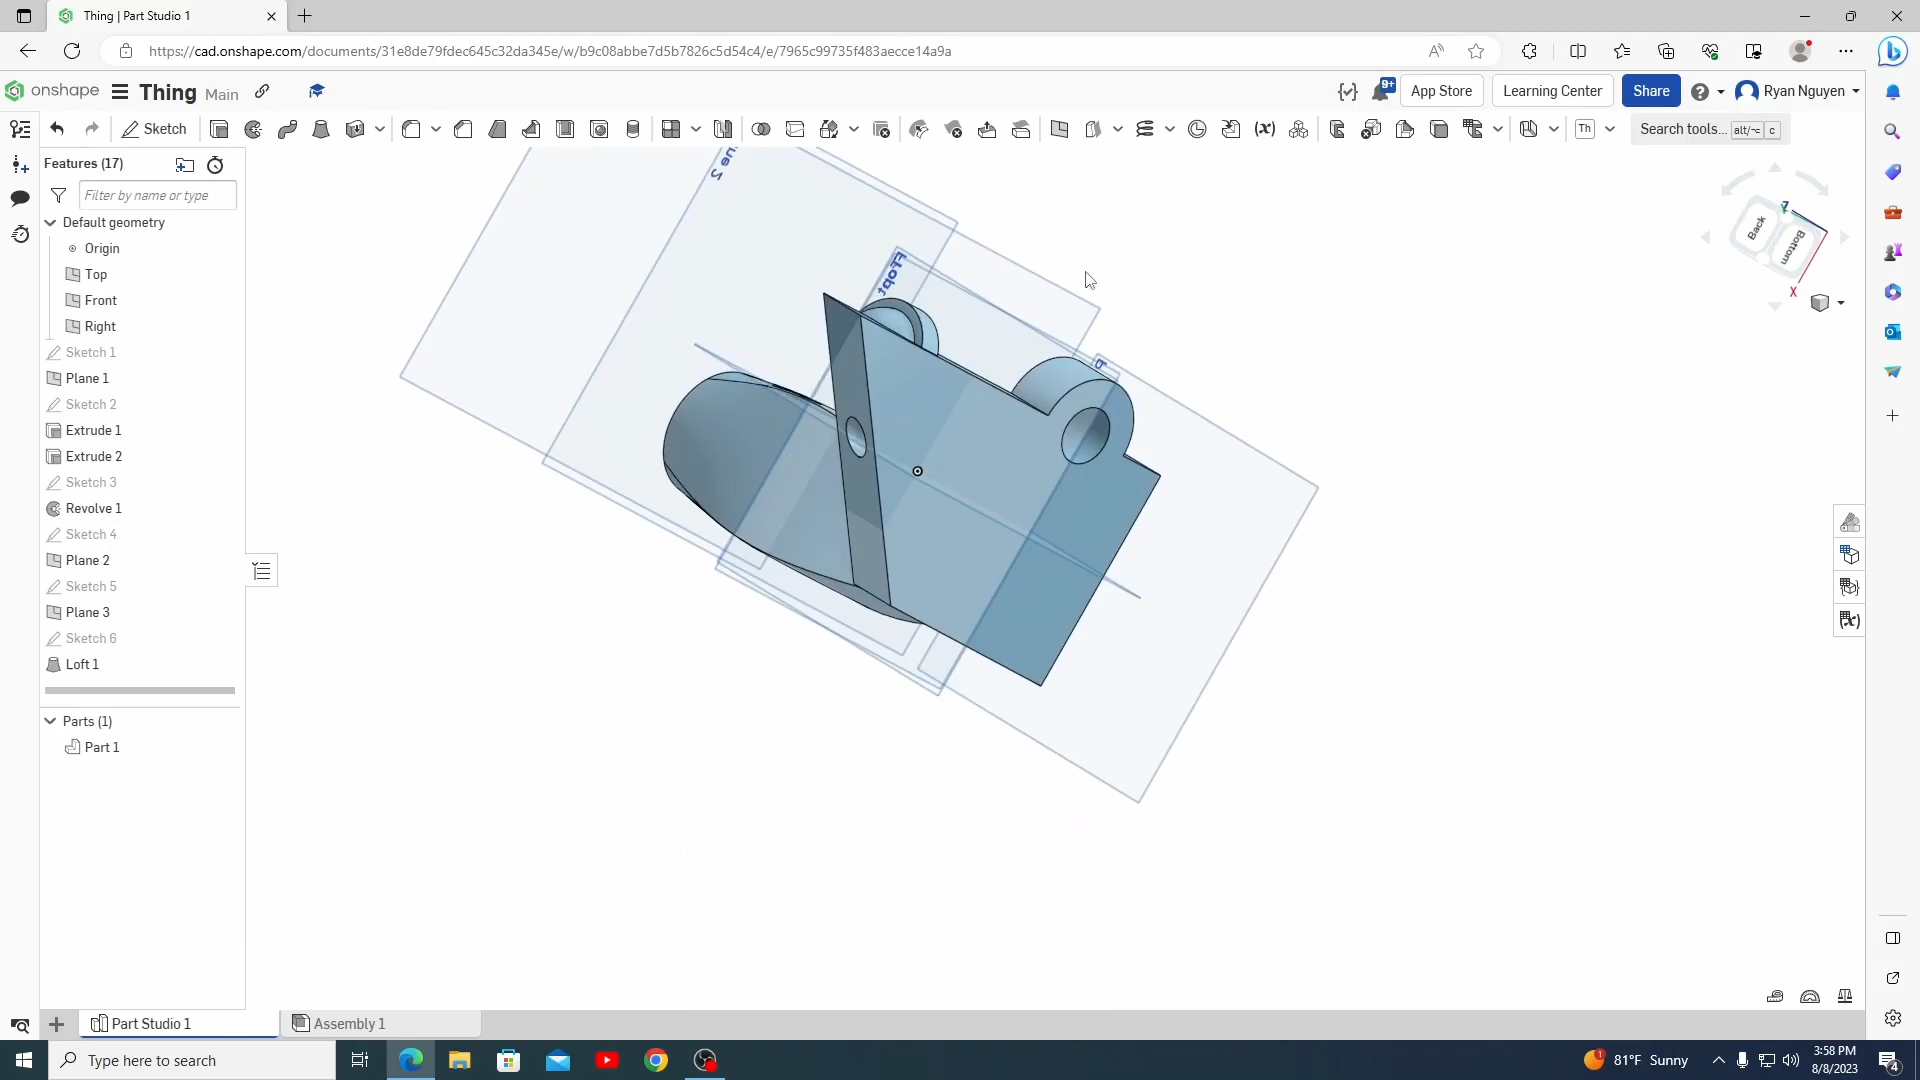 Thing | Part Studio 1
https://cad.onshape.com/documents/31e8de79fdec645c32da345e/w/b9c08abbe7d5b7826c5d54c4/e/7965c99735f483aecce14a9a
onshape Thing Main
9+ App Store Learning Center Share Ryan Nguyen
Sketch Th Search tools... alt/⌥ c
Features (17)
Filter by name or type
Default geometry
Origin
Top
Front
Right
Sketch 1
Plane 1
Sketch 2
Extrude 1
Extrude 2
Sketch 3
Revolve 1
Sketch 4
Plane 2
Sketch 5
Plane 3
Sketch 6
Loft 1
Parts (1)
Part 1
Front
Z
Back
Bottom
X
Part Studio 1
Assembly 1
Type here to search
81°F Sunny
3:58 PM
8/8/2023
4